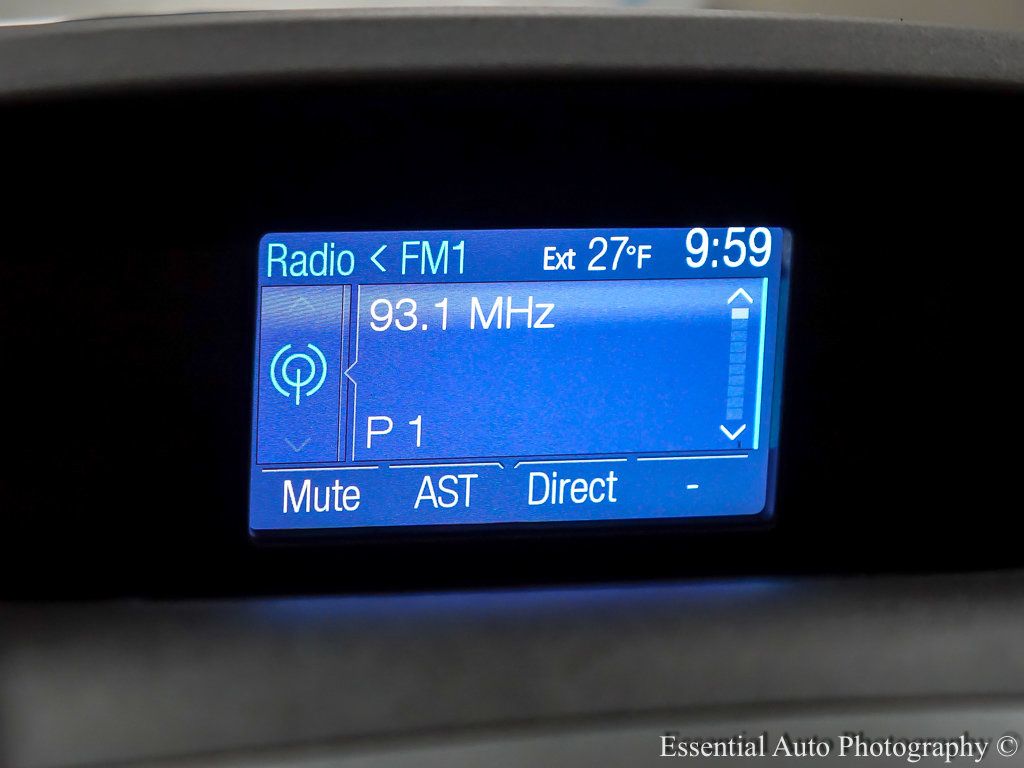 Radio < FM1 Ext 27°F 9:59
93.1 MHz
P 1
Mute AST Direct -
Essential Auto Photography ©